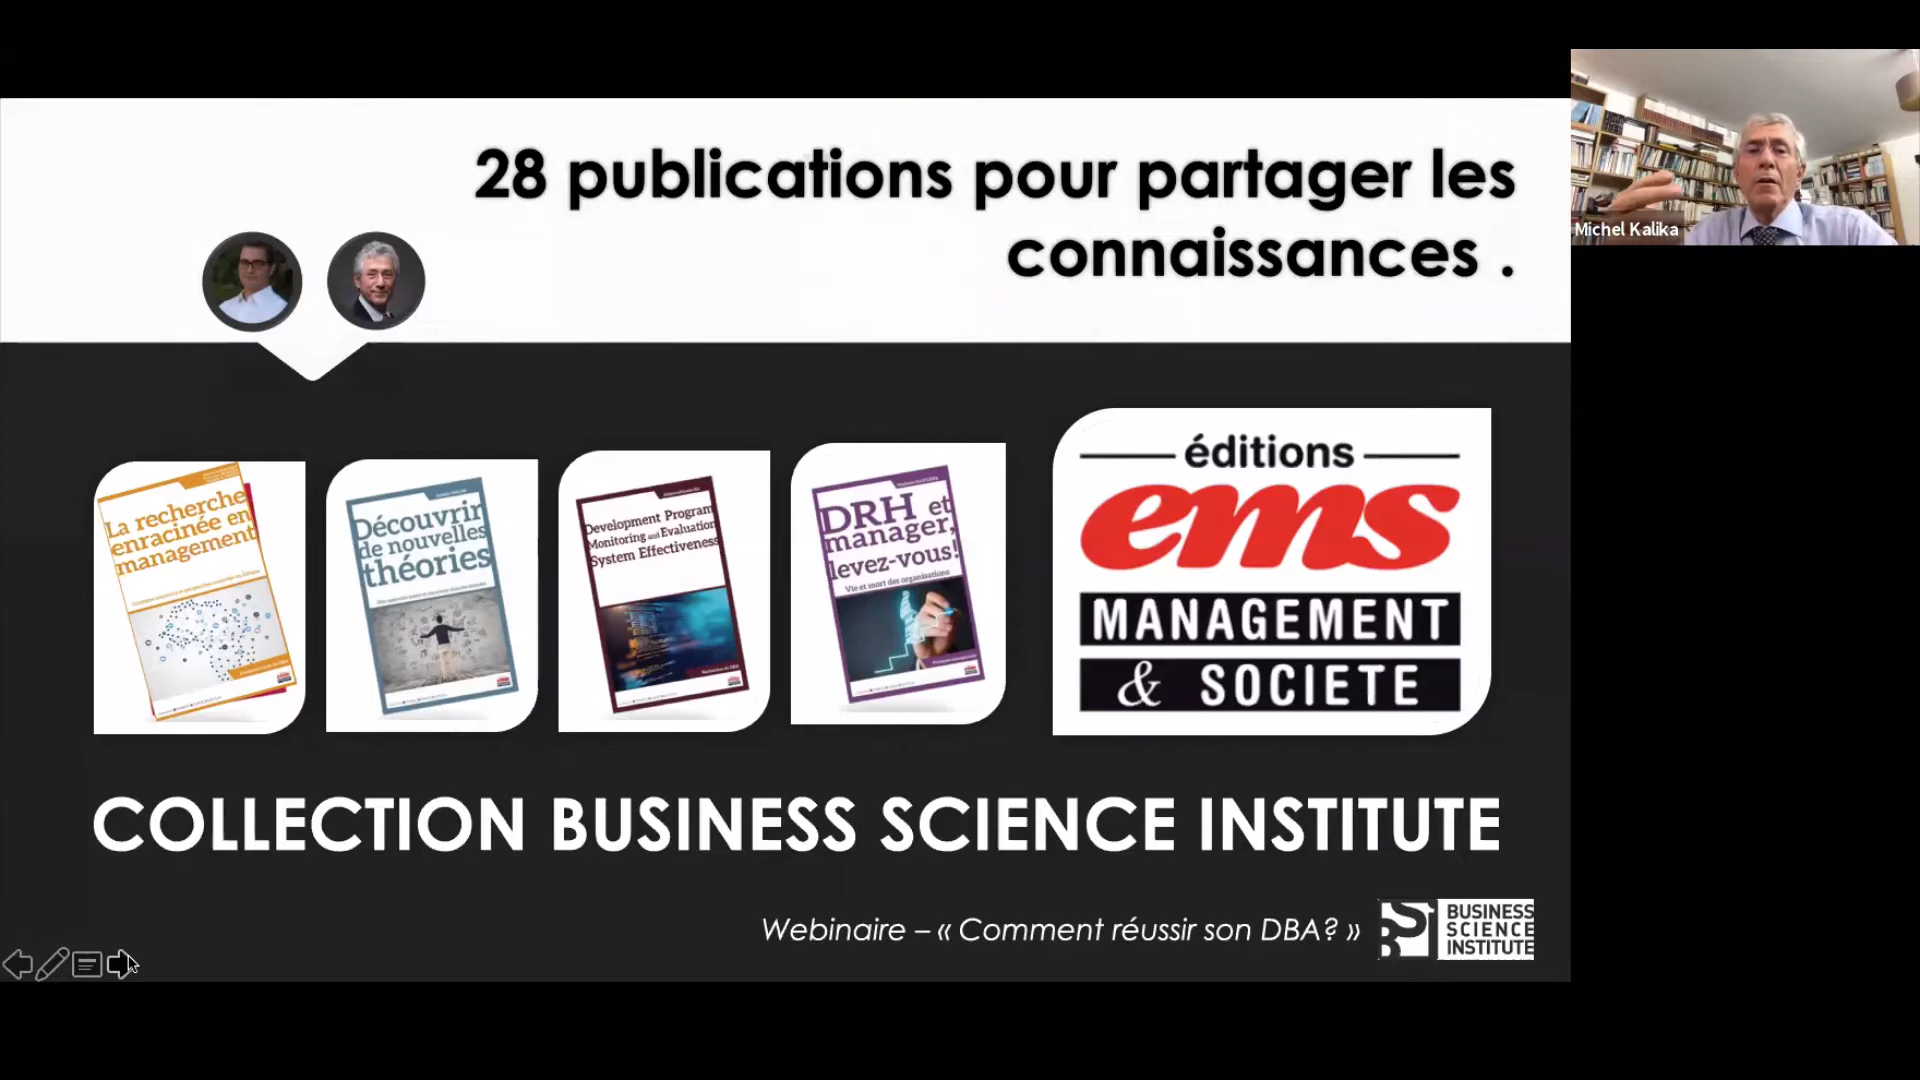 28 publications pour partager les
connaissances .
Michel Kalika
La recherche
enracinée en
management
Découvrir
de nouvelles
théories
Development Program
Monitoring and Evaluation
System Effectiveness
DRH et
manager,
levez-vous!
Vie et mort des organisations
éditions
ems
MANAGEMENT
& SOCIETE
COLLECTION BUSINESS SCIENCE INSTITUTE
Webinaire – « Comment réussir son DBA? »
BUSINESS
SCIENCE
INSTITUTE